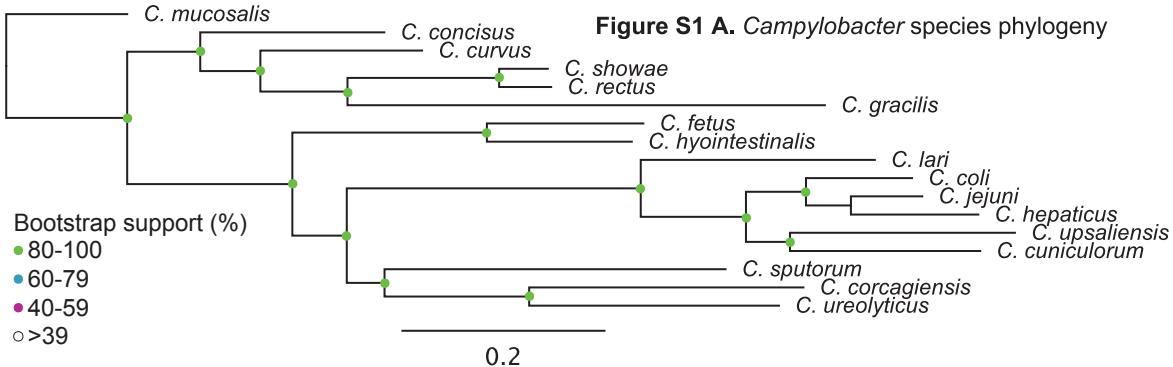 Figure S1 A. Campylobacter species phylogeny
C. mucosalis
C. concisus
C. curvus
C. showae
C. rectus
C. gracilis
C. fetus
C. hyointestinalis
C. lari
C. coli
C. jejuni
C. hepaticus
C. upsaliensis
C. cuniculorum
C. sputorum
C. corcagiensis
C. ureolyticus
Bootstrap support (%)
80-100
60-79
40-59
>39
0.2